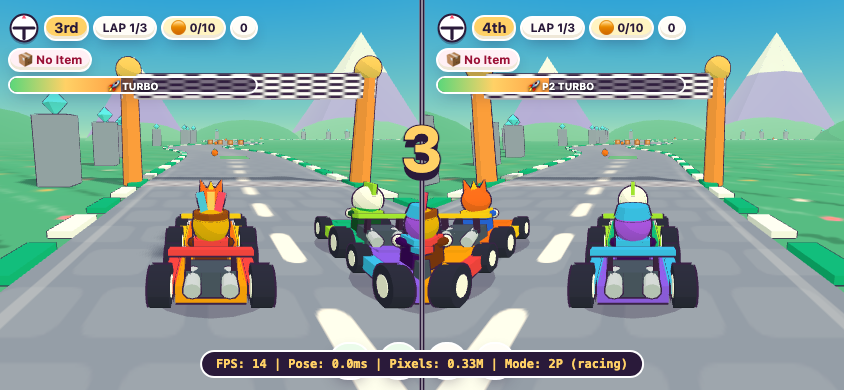 3rd LAP 1/3 0/10 0
No Item
TURBO
4th LAP 1/3 0/10 0
No Item
P2 TURBO
3
FPS: 14 | Pose: 0.0ms | Pixels: 0.33M | Mode: 2P (racing)